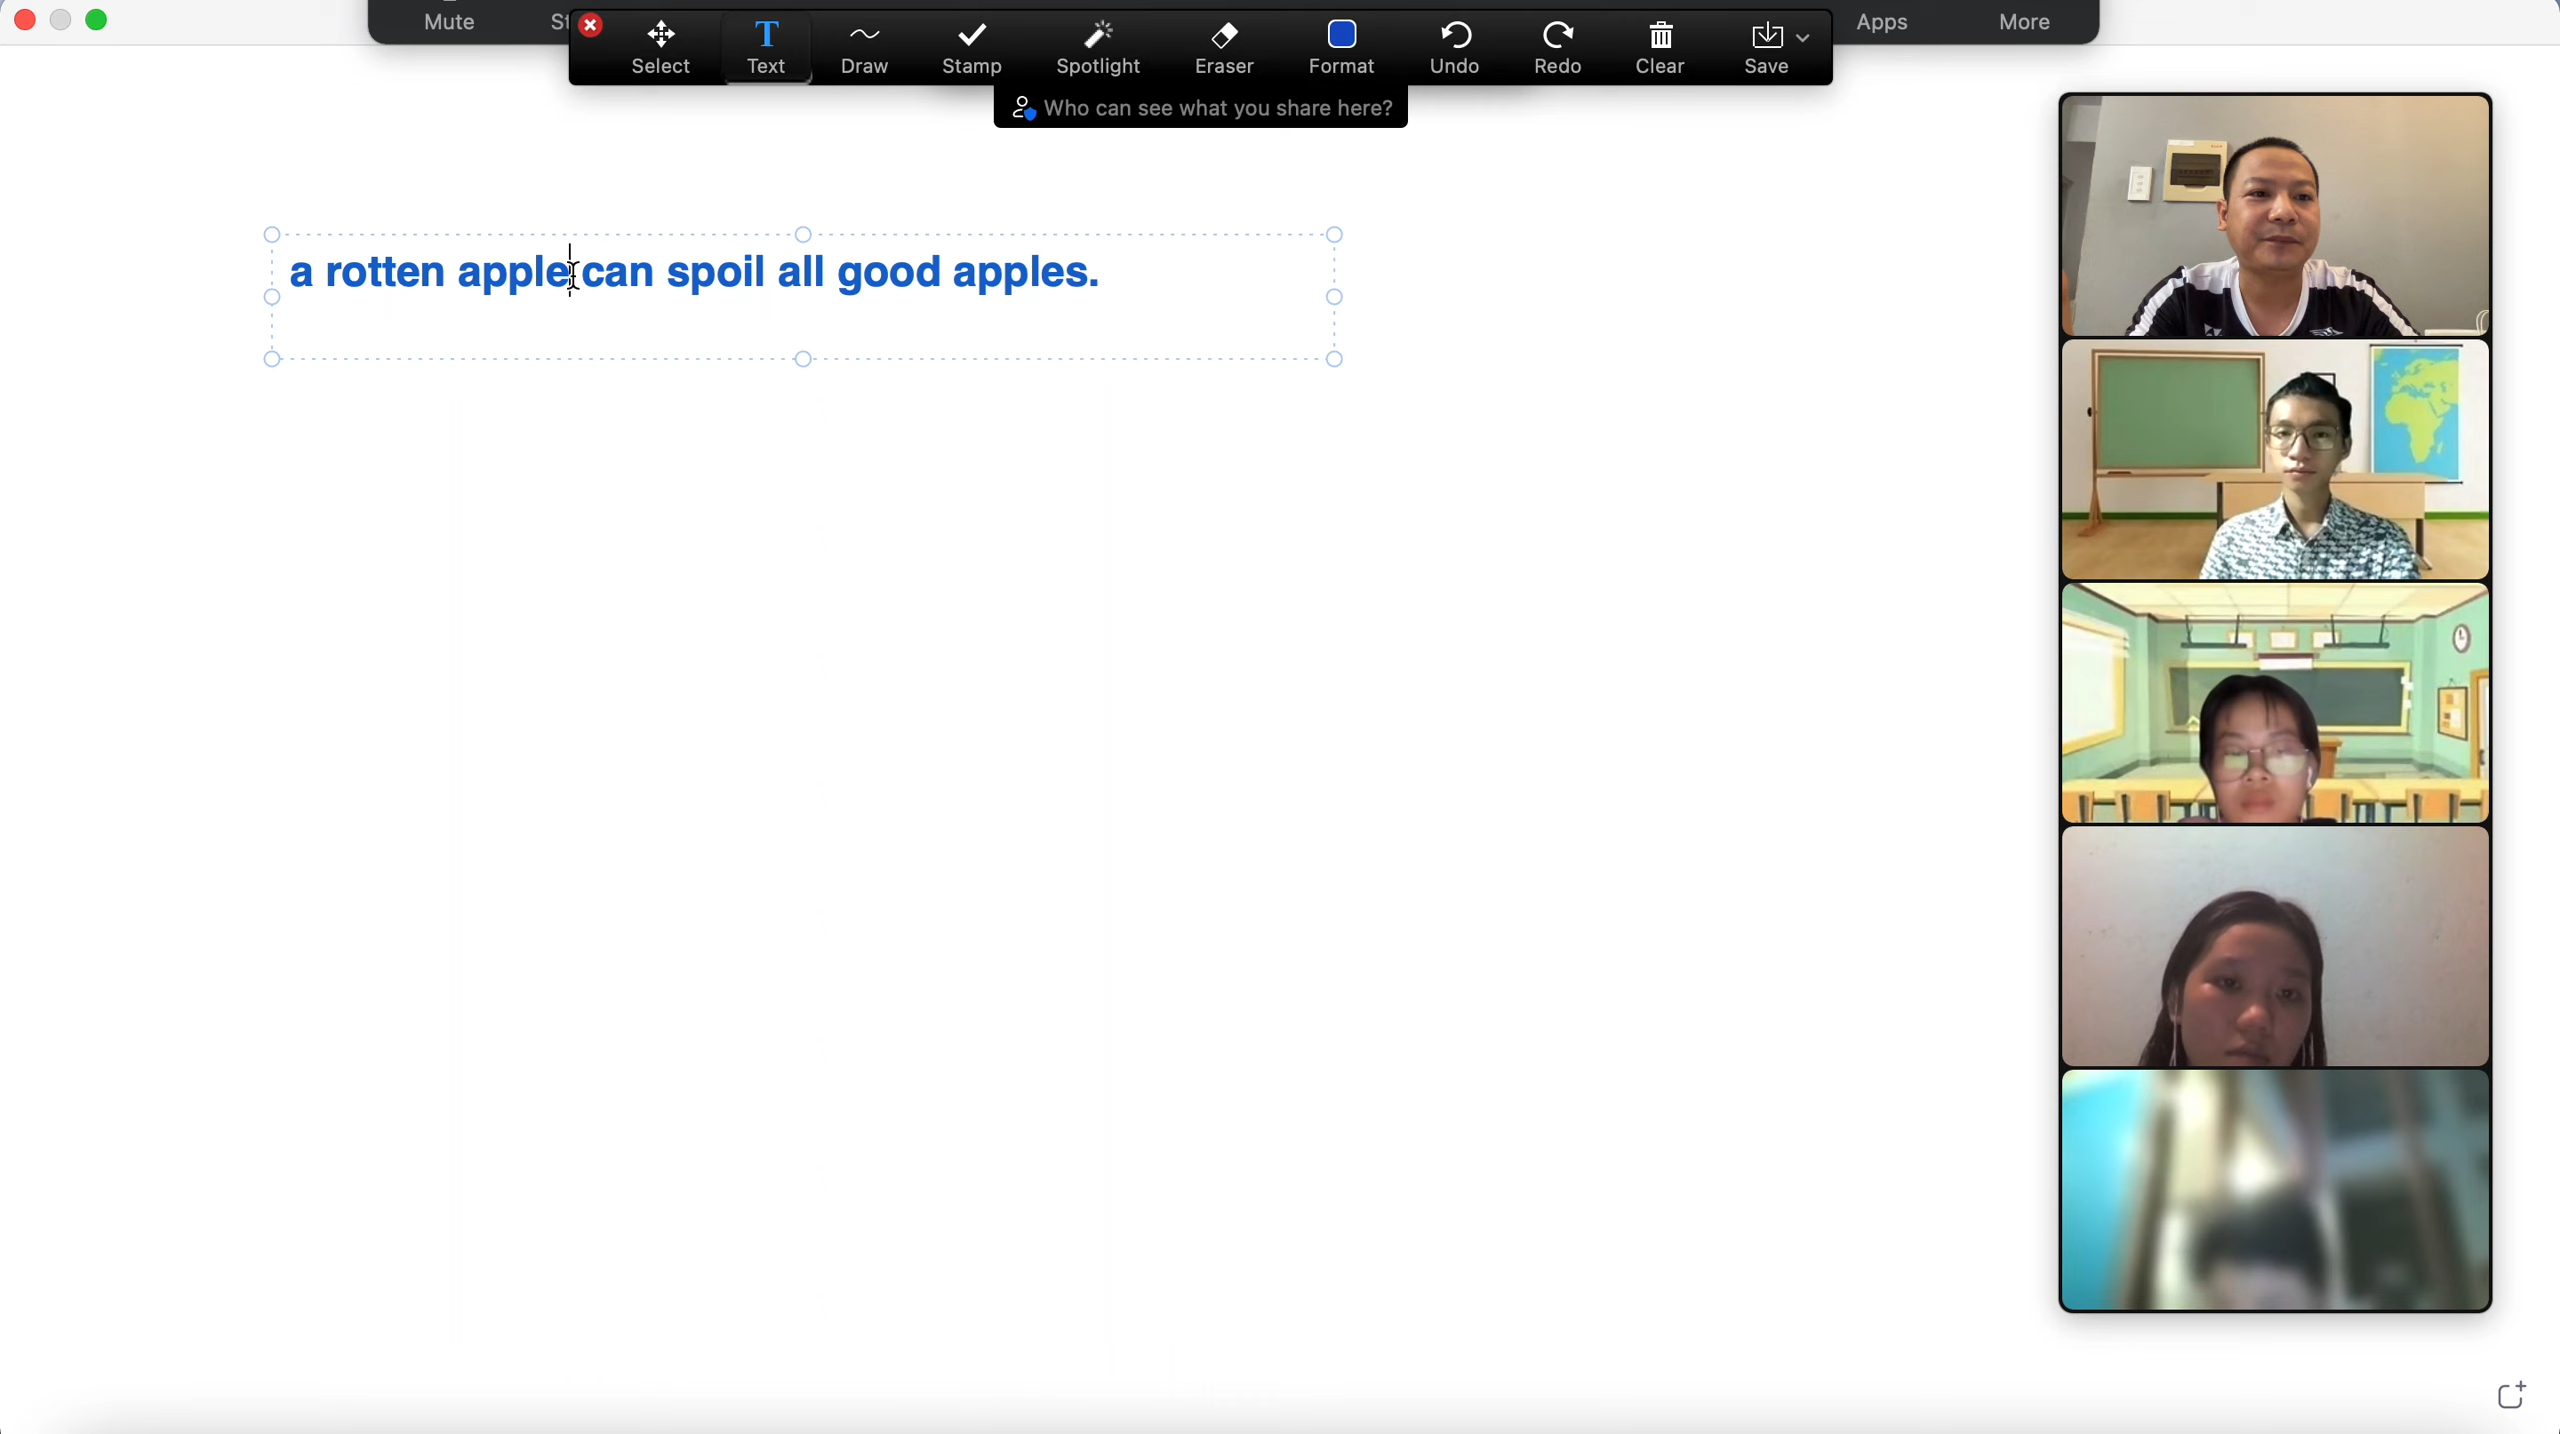 Mute
Select
Text
Draw
Stamp
Spotlight
Eraser
Format
Undo
Redo
Clear
Save
Apps
More
Who can see what you share here?
a rotten apple can spoil all good apples.